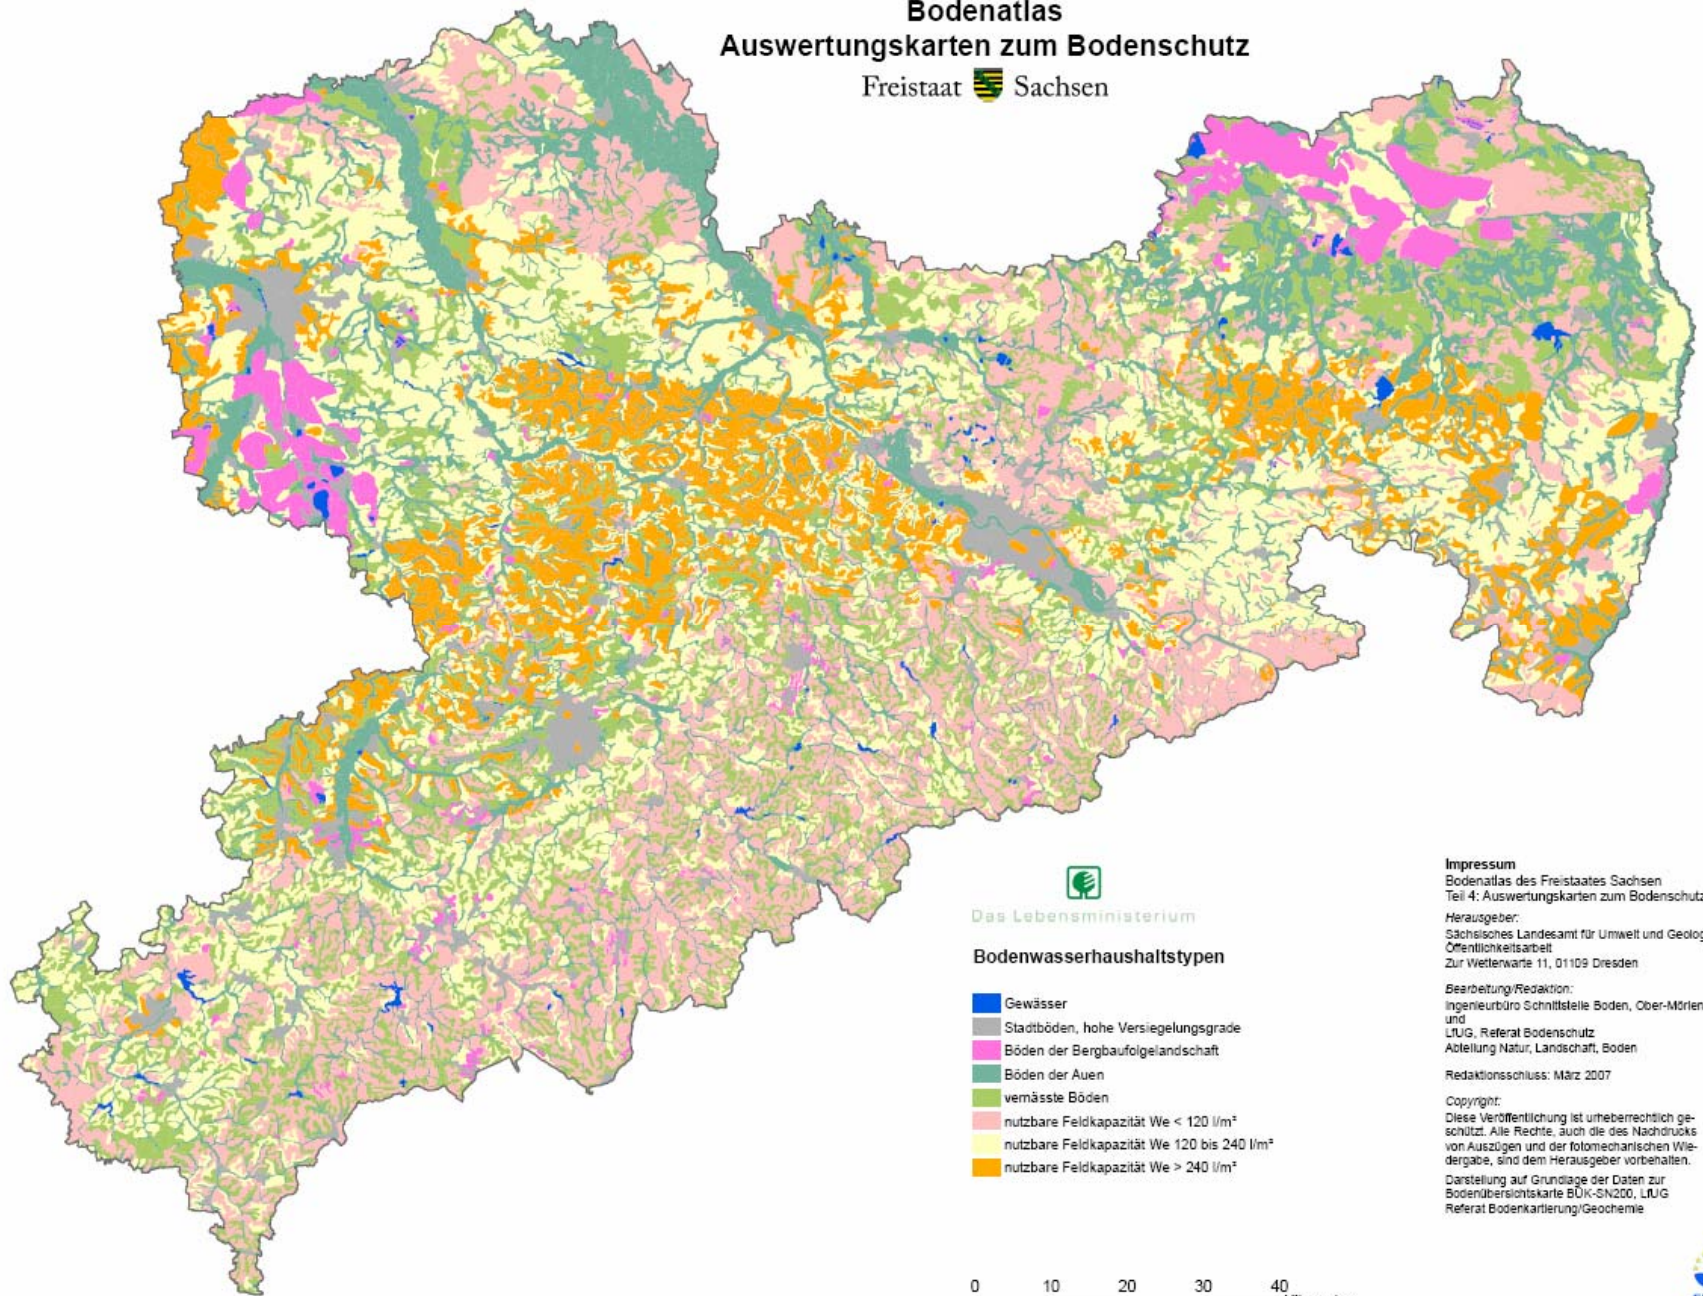 Bodenatlas
Auswertungskarten zum Bodenschutz
Freistaat Sachsen
Das Lebensministerium
Bodenwasserhaushaltstypen
Gewässer
Stadtböden, hohe Versiegelungsgrade
Böden der Bergbaufolgelandschaft
Böden der Auen
vernässte Böden
nutzbare Feldkapazität We < 120 l/m²
nutzbare Feldkapazität We 120 bis 240 l/m²
nutzbare Feldkapazität We > 240 l/m²
0 10 20 30 40
Impressum
Bodenatlas des Freistaates Sachsen
Teil 4: Auswertungskarten zum Bodenschutz
Herausgeber:
Sächsisches Landesamt für Umwelt und Geolog
Öffentlichkeitsarbeit
Zur Wetterwarte 11, 01109 Dresden
Bearbeitung/Redaktion:
Ingenieurbüro Schnittstelle Boden, Ober-Mörlen
und
LfUG, Referat Bodenschutz
Abteilung Natur, Landschaft, Boden
Redaktionsschluss: März 2007
Copyright:
Diese Veröffentlichung ist urheberrechtlich ge-
schützt. Alle Rechte, auch die des Nachdrucks
von Auszügen und der fotomechanischen Wie-
dergabe, sind dem Herausgeber vorbehalten.
Darstellung auf Grundlage der Daten zur
Bodenübersichtskarte BÜK-SN200, LfUG
Referat Bodenkartierung/Geochemie